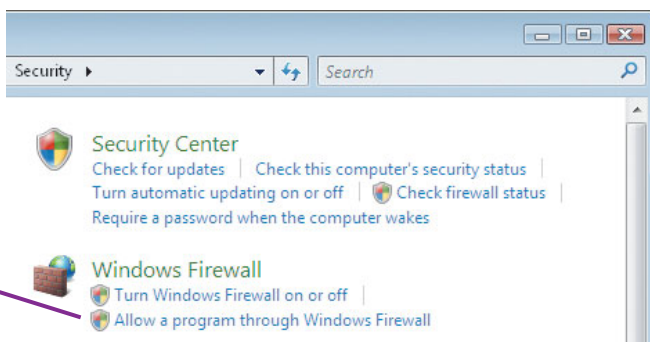 Security
Search
Security Center
Check for updates | Check this computer's security status |
Turn automatic updating on or off | Check firewall status |
Require a password when the computer wakes
Windows Firewall
Turn Windows Firewall on or off |
Allow a program through Windows Firewall